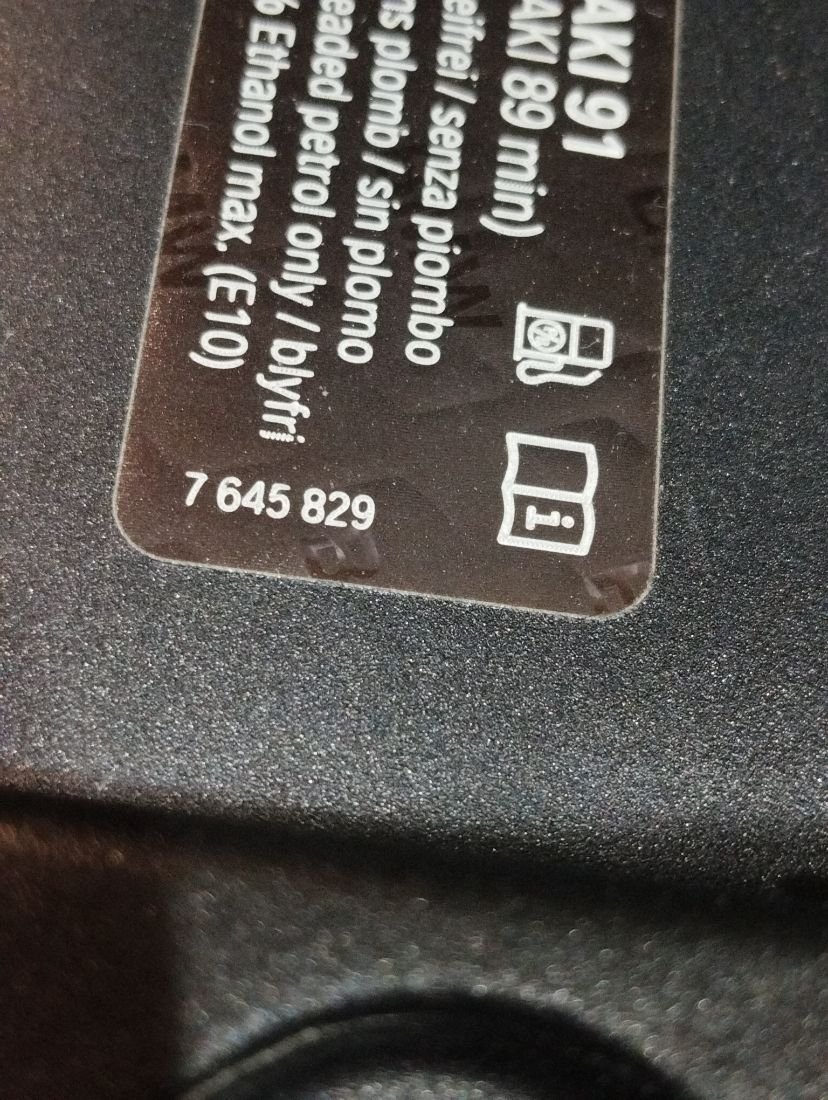 AKI 91
AKI 89 min)
eifrei / senza piombo
ns plomb / sin plomo
eaded petrol only / blyfri
% Ethanol max. (E10)
7 645 829